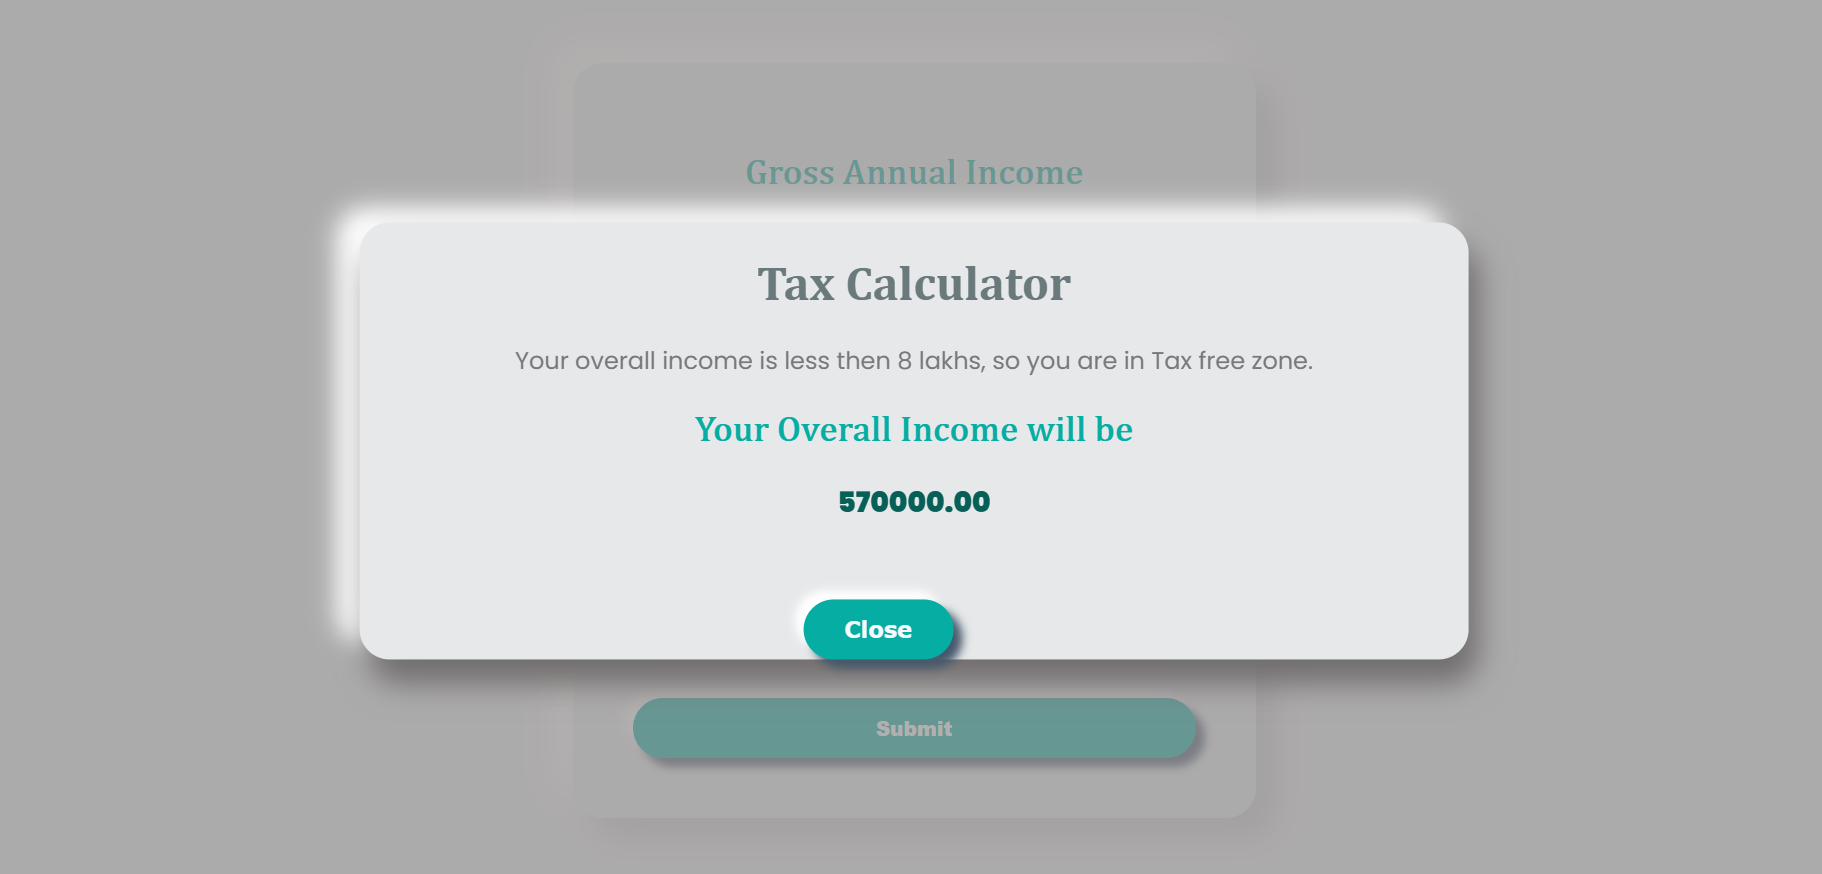 Gross Annual Income
Tax Calculator
Your overall income is less then 8 lakhs, so you are in Tax free zone.
Your Overall Income will be
570000.00
Close
Submit